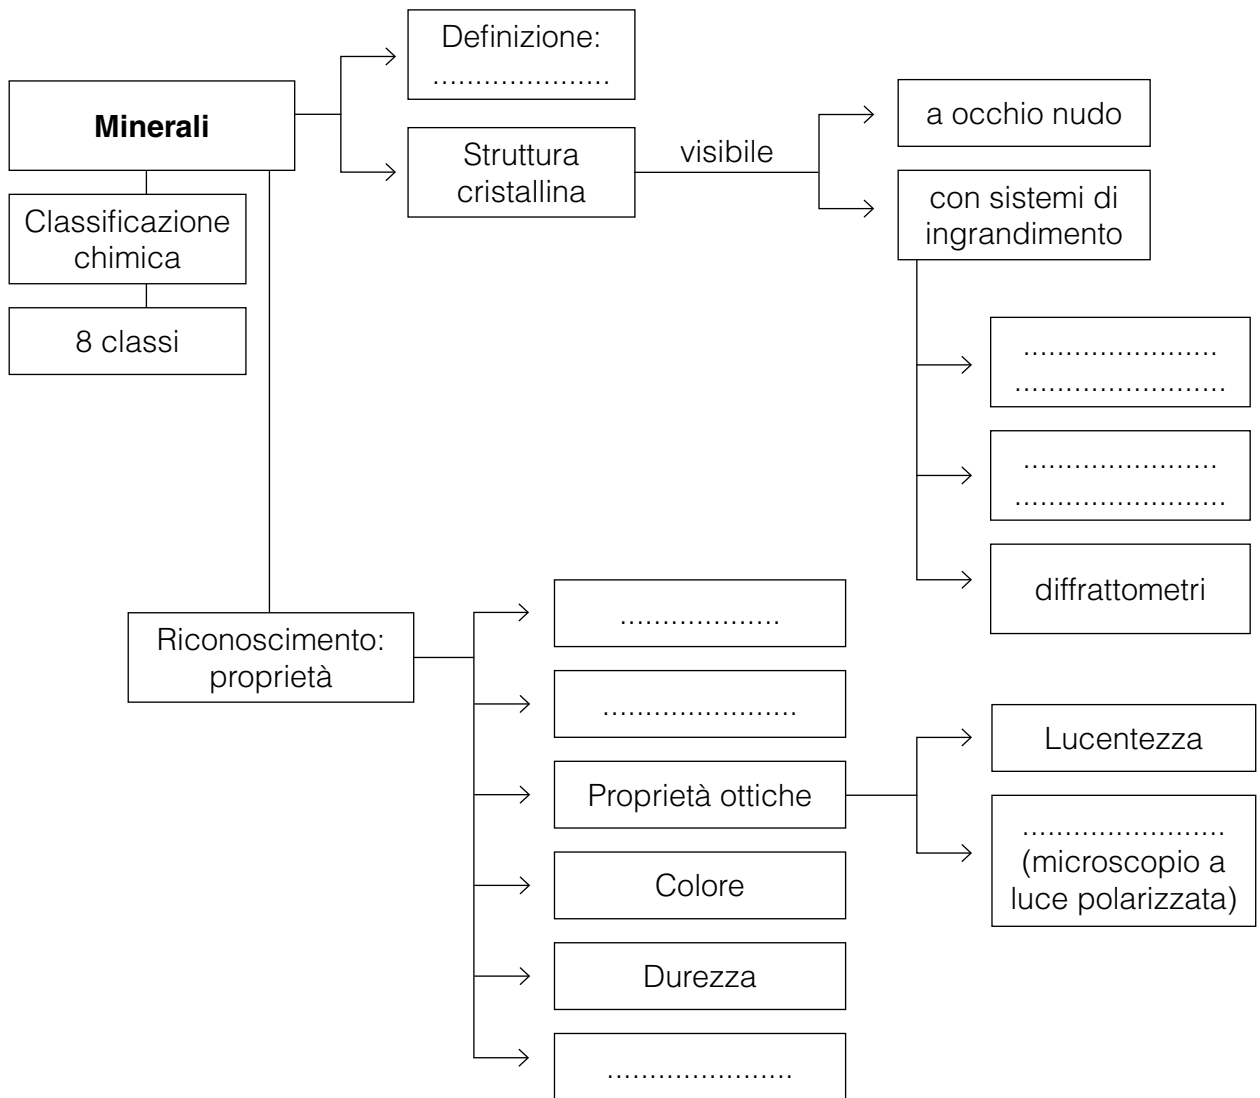 Definizione:
.....................
Minerali
Struttura
cristallina
visibile
a occhio nudo
con sistemi di
ingrandimento
Classificazione
chimica
8 classi
.......................
.........................
.......................
.........................
diffrattometri
Riconoscimento:
proprietà
...................
.......................
Proprietà ottiche
Colore
Durezza
......................
Lucentezza
........................
(microscopio a
luce polarizzata)